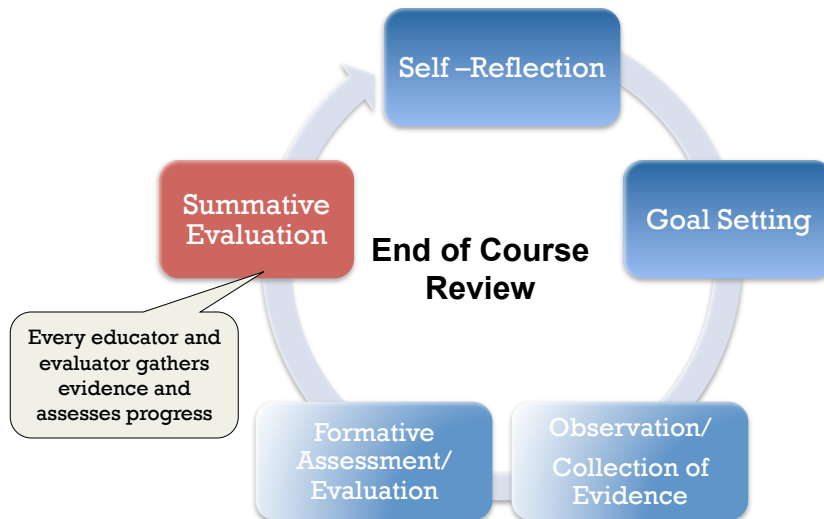 Self –Reflection
Goal Setting
Summative
Evaluation
End of Course
Review
Every educator and
evaluator gathers
evidence and
assesses progress
Formative
Assessment/
Evaluation
Observation/
Collection of
Evidence